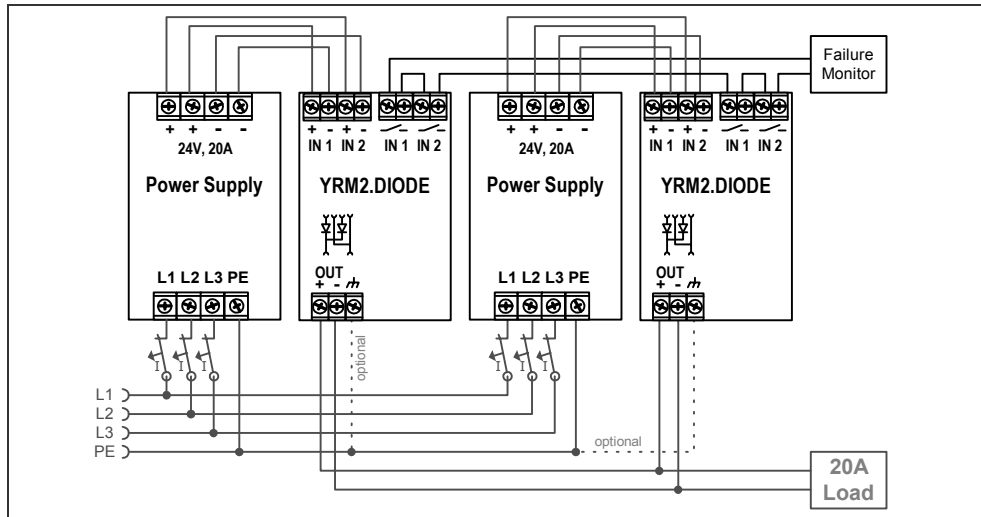 Failure
Monitor
+ + - -
24V, 20A
Power Supply
L1 L2 L3 PE
+ - + -
IN 1 IN 2 IN 1 IN 2
YRM2.DIODE
OUT
+ -
+ + - -
24V, 20A
Power Supply
L1 L2 L3 PE
+ - + -
IN 1 IN 2 IN 1 IN 2
YRM2.DIODE
OUT
+ -
I I I
optional
I I I
L1
L2
L3
PE
optional
20A
Load